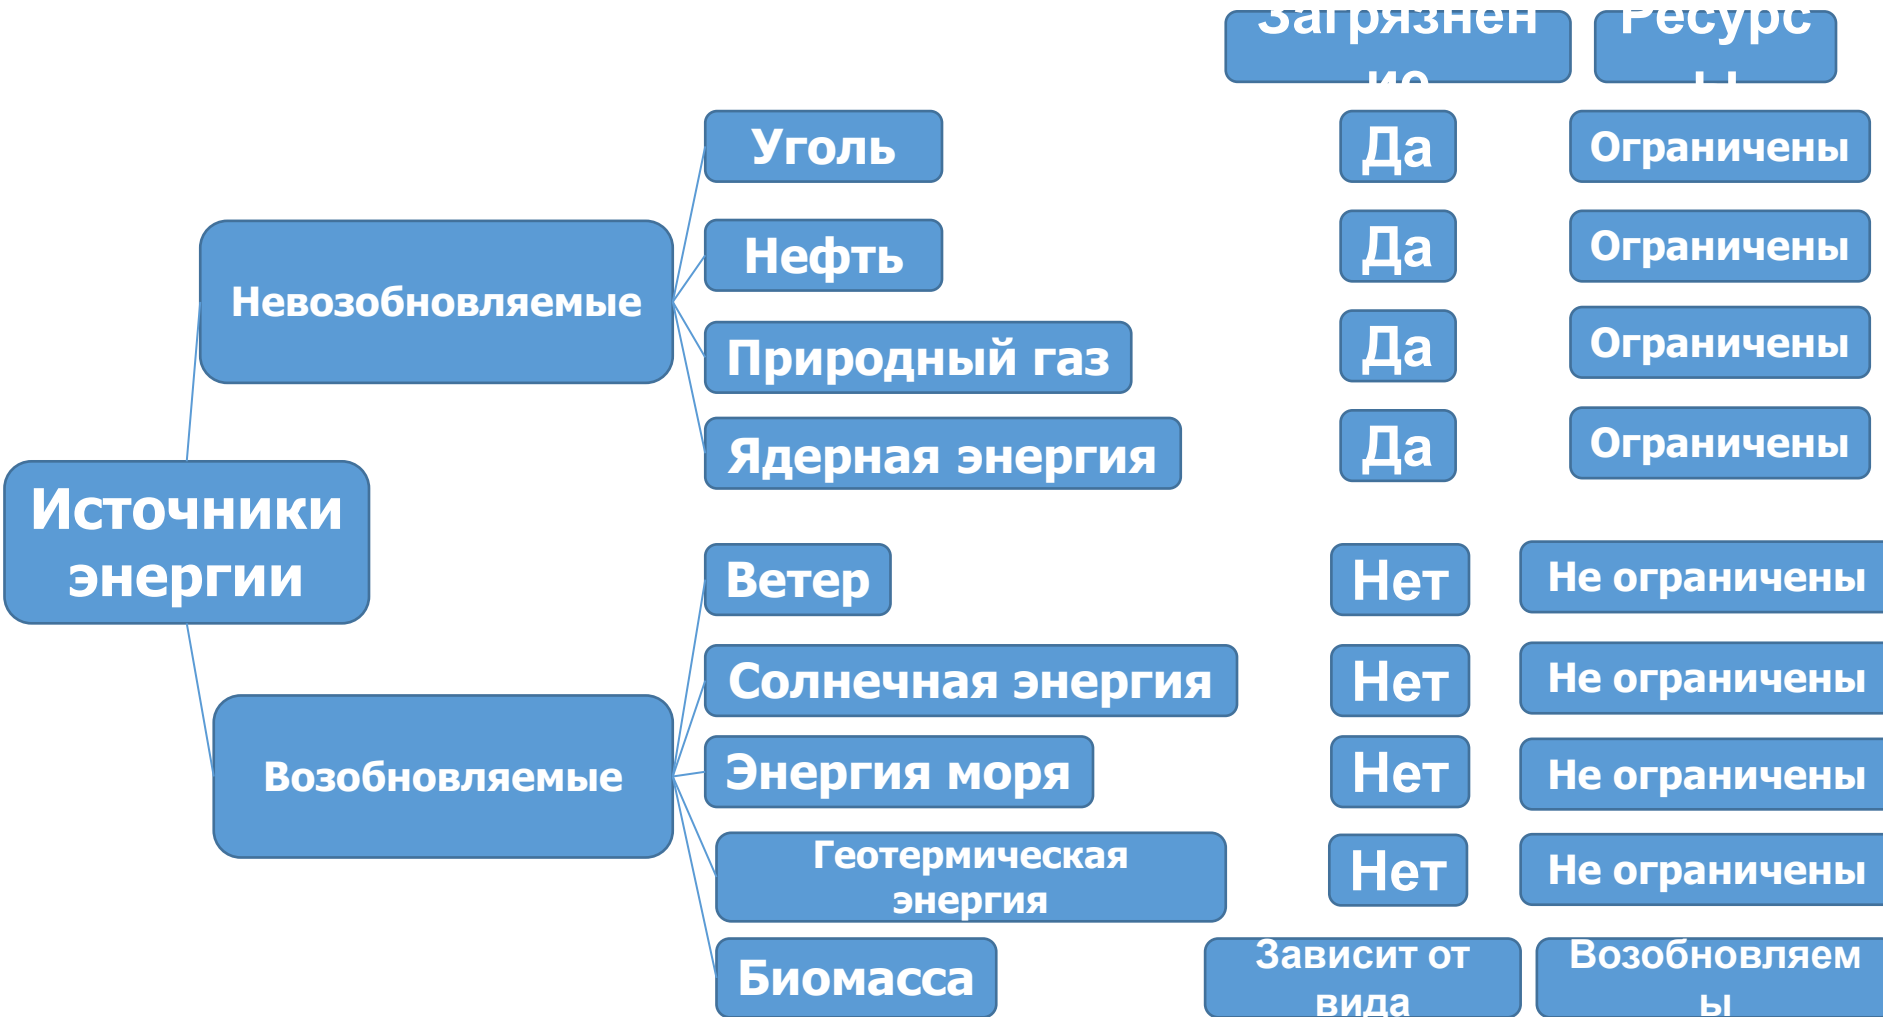 Загрязнен
ие
Ресурс
ы
Уголь
Да
Ограничены
Нефть
Да
Ограничены
Невозобновляемые
Природный газ
Да
Ограничены
Ядерная энергия
Да
Ограничены
Источники
энергии
Ветер
Нет
Не ограничены
Солнечная энергия
Нет
Не ограничены
Возобновляемые
Энергия моря
Нет
Не ограничены
Геотермическая
энергия
Нет
Не ограничены
Биомасса
Зависит от
вида
Возобновляем
ы